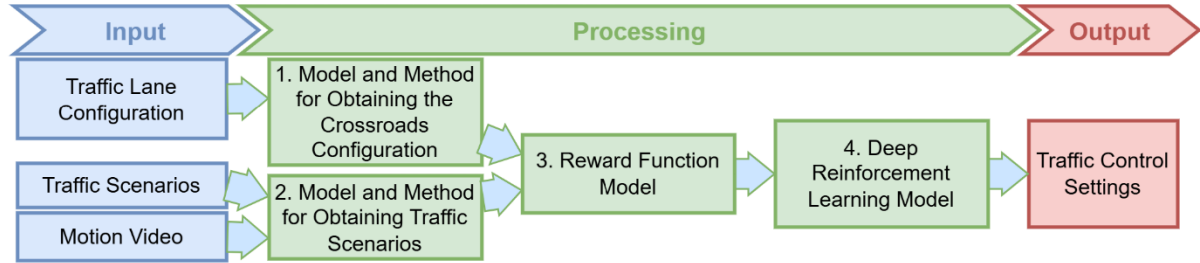 Input
Processing
Output
Traffic Lane
Configuration
1. Model and Method
for Obtaining the
Crossroads
Configuration
Traffic Scenarios
Motion Video
2. Model and Method
for Obtaining Traffic
Scenarios
3. Reward Function
Model
4. Deep
Reinforcement
Learning Model
Traffic Control
Settings